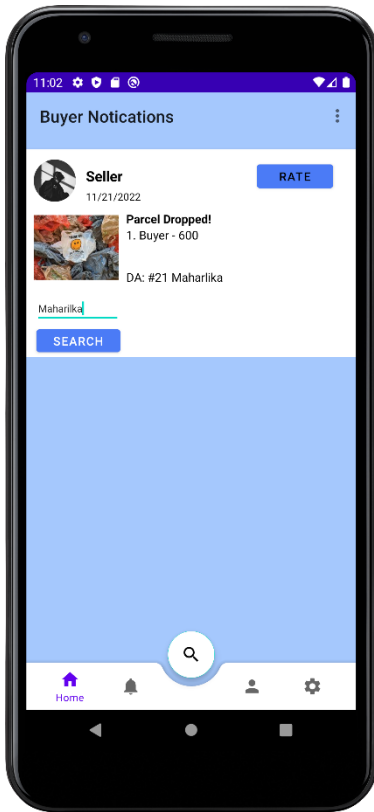 11:02
Buyer Notications
Seller
RATE
11/21/2022
Parcel Dropped!
1. Buyer - 600
DA: #21 Maharlika
Maharilka
SEARCH
Home